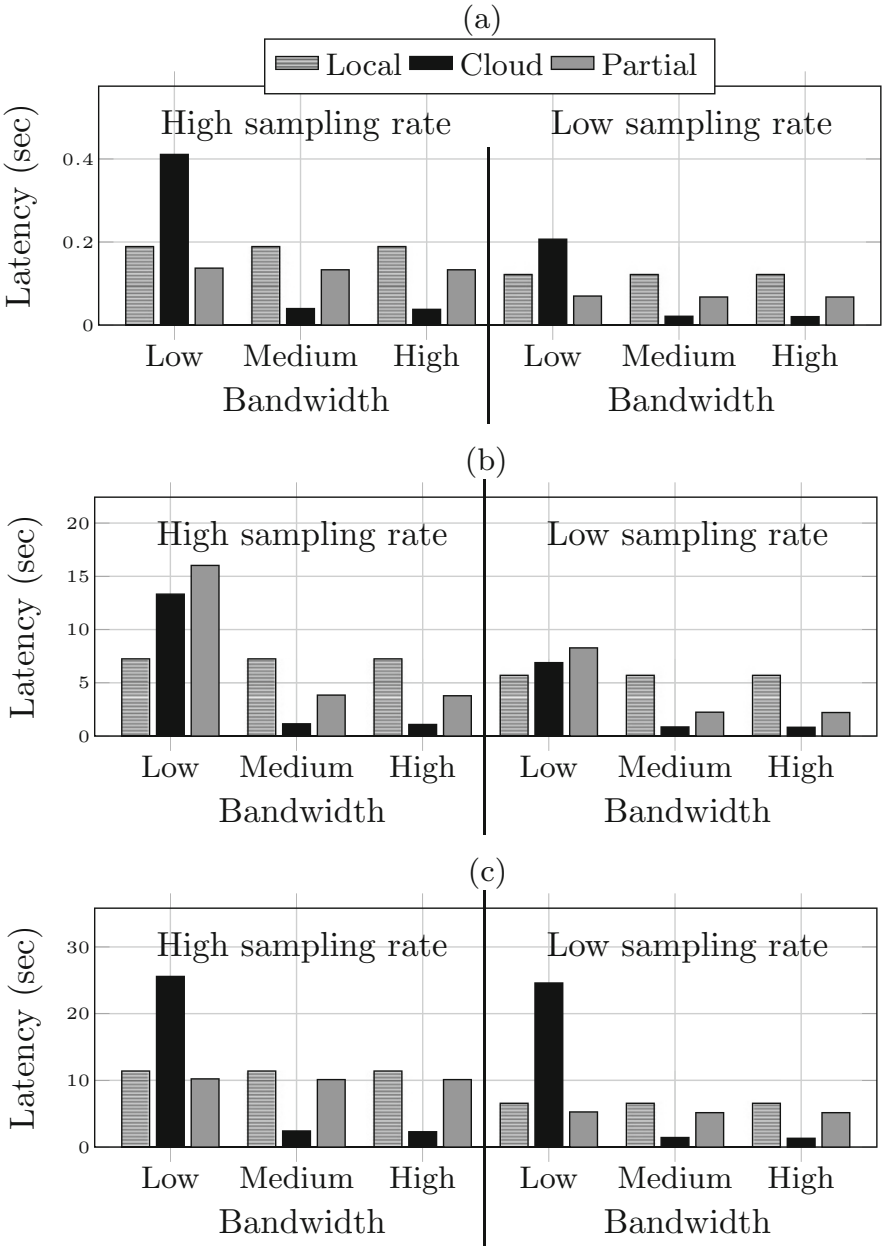 (a)
Local Cloud Partial
High sampling rate Low sampling rate
Latency (sec)
0.4
0.2
0
Low Medium High Low Medium High
Bandwidth Bandwidth
(b)
High sampling rate Low sampling rate
Latency (sec)
20
15
10
5
0
Low Medium High Low Medium High
Bandwidth Bandwidth
(c)
High sampling rate Low sampling rate
Latency (sec)
30
20
10
0
Low Medium High Low Medium High
Bandwidth Bandwidth